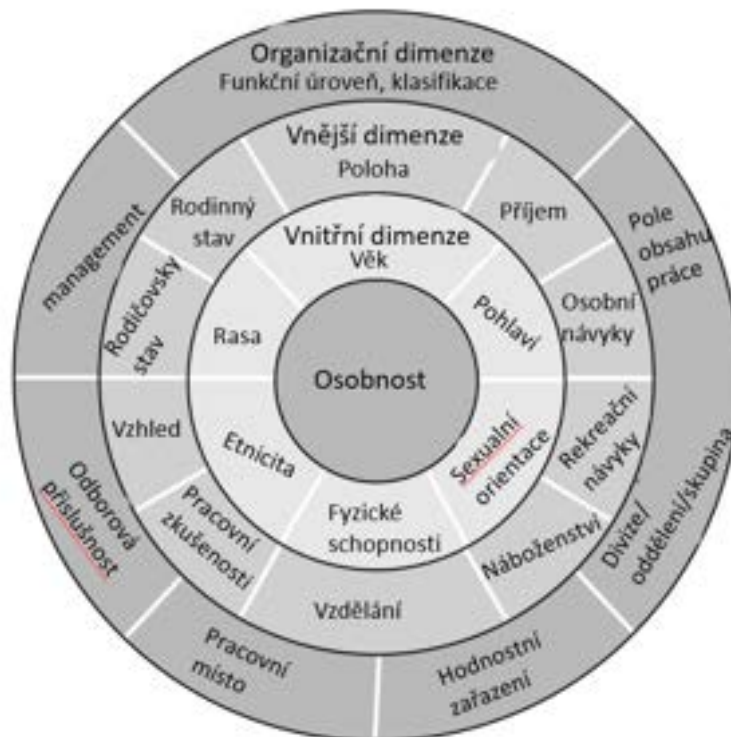 Organizační dimenze
Funkční úroveň, klasifikace
Vnější dimenze
Poloha
Vnitřní dimenze
Věk
Osobnost
Pohlaví
Sexualní
orientace
Fyzické
schopnosti
Etnicita
Rasa
Příjem
Osobní
návyky
Rekreační
návyky
Náboženství
Vzdělání
Pracovní
zkušenosti
Vzhled
Rodičovsky
stav
Rodinný
stav
Pole
obsahu
práce
Divize/
oddělení/skupina
Hodnostní
zařazení
Pracovní
místo
Odborová
příslušnost
management